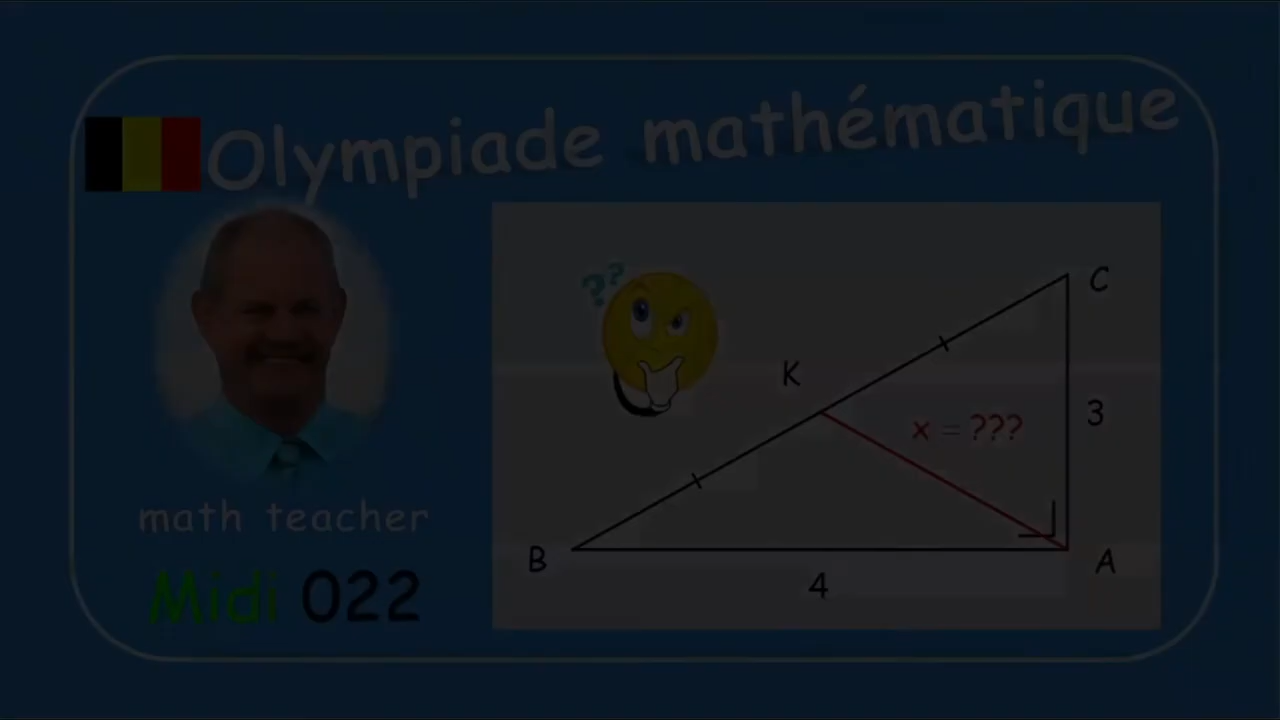 Olympiade mathématique
??
C
K
3
x = ???
math teacher
B
A
4
Midi 022